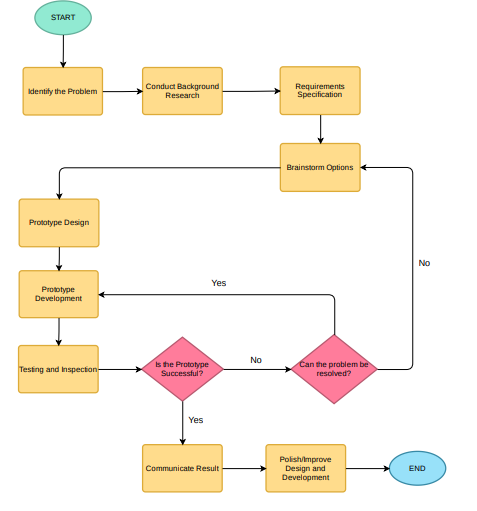 START
Identify the Problem
Conduct Background
Research
Requirements
Specification
Brainstorm Options
Prototype Design
Prototype
Development
Testing and Inspection
Is the Prototype
Successful?
No
Can the problem be
resolved?
Yes
No
Yes
Communicate Result
Polish/Improve
Design and
Development
END